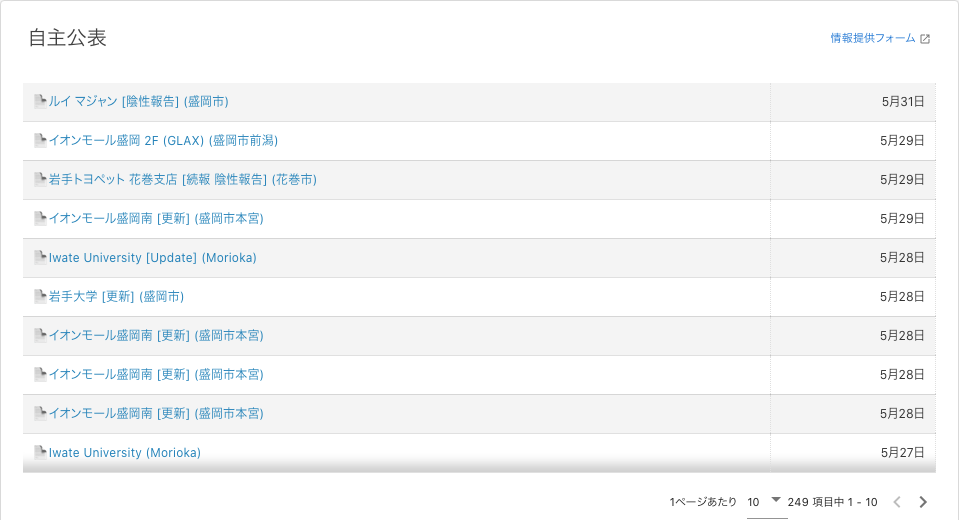 自主公表
情報提供フォーム
ルイ マジャン [陰性報告] (盛岡市) 5月31日
イオンモール盛岡 2F (GLAX) (盛岡市前潟) 5月29日
岩手トヨペット 花巻支店 [続報 陰性報告] (花巻市) 5月29日
イオンモール盛岡南 [更新] (盛岡市本宮) 5月29日
Iwate University [Update] (Morioka) 5月28日
岩手大学 [更新] (盛岡市) 5月28日
イオンモール盛岡南 [更新] (盛岡市本宮) 5月28日
イオンモール盛岡南 [更新] (盛岡市本宮) 5月28日
イオンモール盛岡南 [更新] (盛岡市本宮) 5月28日
Iwate University (Morioka) 5月27日
1ページあたり 10 249 項目中 1 - 10